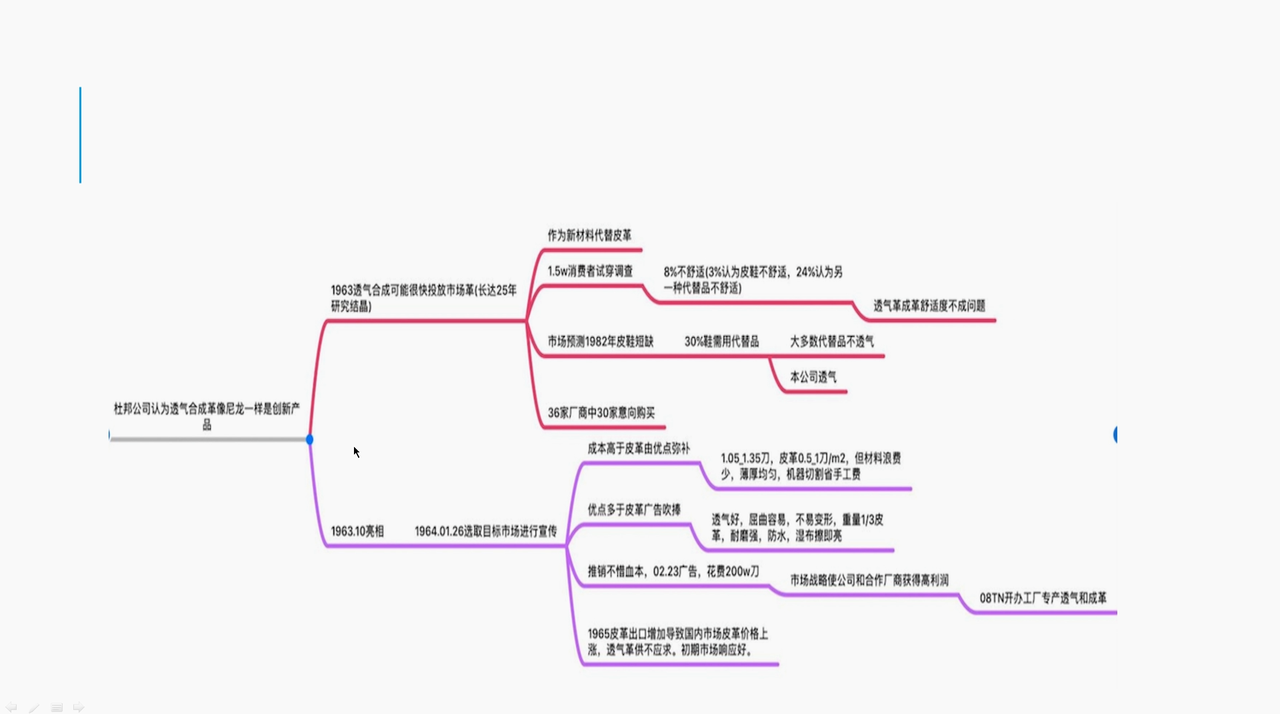 作为新材料代替皮革
1.5w消费者试穿调查
8%不舒适(3%认为皮鞋不舒适，24%认为另
一种代替品不舒适)
1963透气合成可能很快投放市场革(长达25年
研究结晶)
透气革成革舒适度不成问题
市场预测1982年皮鞋短缺
30%鞋需用代替品
大多数代替品不透气
本公司透气
36家厂商中30家意向购买
杜邦公司认为透气合成革像尼龙一样是创新产
品
成本高于皮革由优点弥补
1.05_1.35刀，皮革0.5_1刀/m2，但材料浪费
少，薄厚均匀，机器切割省手工费
优点多于皮革广告吹捧
透气好，屈曲容易，不易变形，重量1/3皮
革，耐磨强，防水，湿布擦即亮
1963.10亮相
1964.01.26选取目标市场进行宣传
推销不惜血本，02.23广告，花费200w刀
市场战略使公司和合作厂商获得高利润
08TN开办工厂专产透气和成革
1965皮革出口增加导致国内市场皮革价格上
涨，透气革供不应求。初期市场响应好。